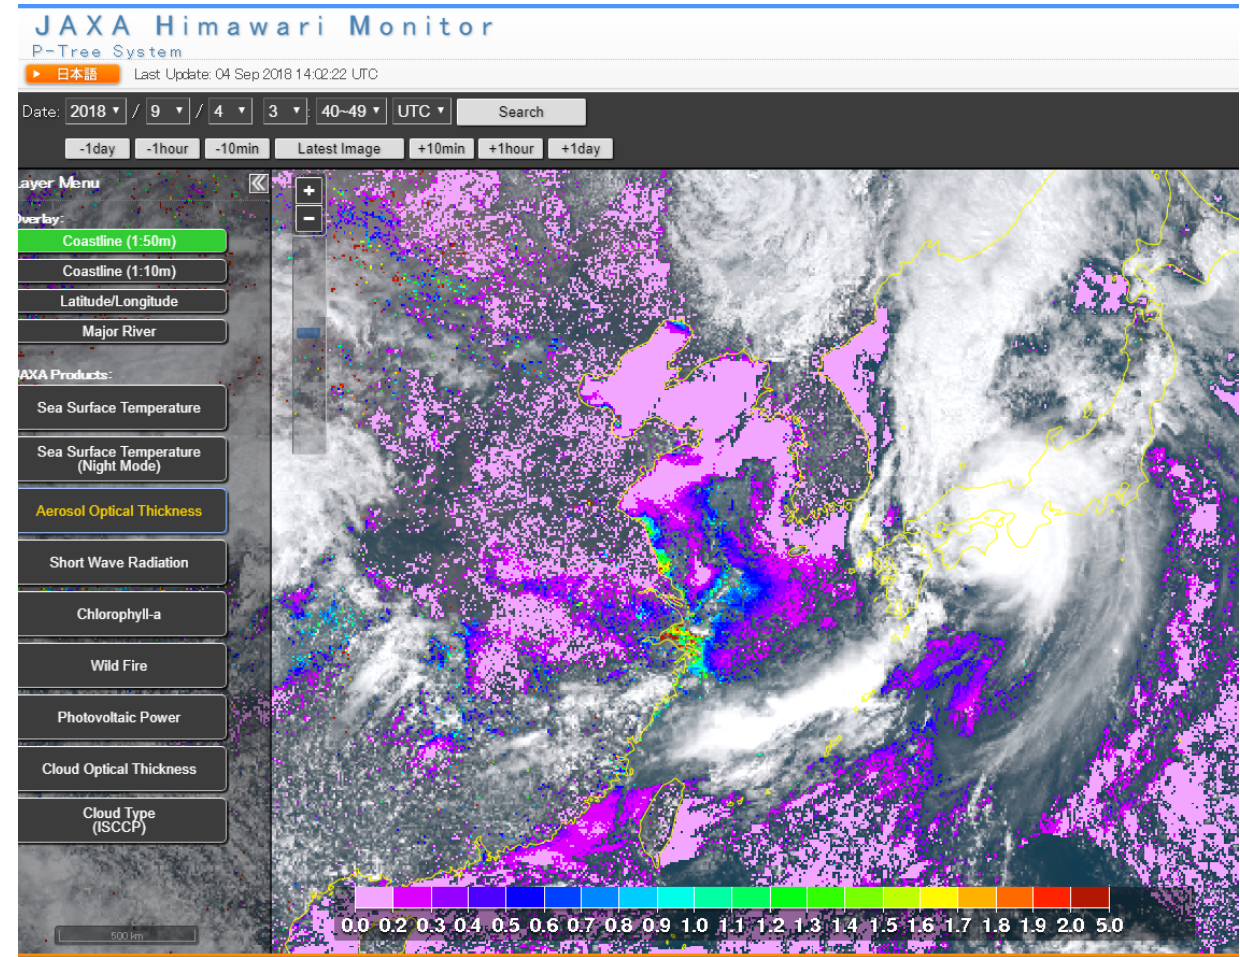 JAXA Himawari Monitor
P-Tree System
日本語 Last Update: 04 Sep 2018 14:02:22 UTC
Date: 2018 / 9 / 4 3 : 40~49 UTC Search
-1day -1hour -10min Latest Image +10min +1hour +1day
Layer Menu
Overlay:
Coastline (1:50m)
Coastline (1:10m)
Latitude/Longitude
Major River
JAXA Products:
Sea Surface Temperature
Sea Surface Temperature
(Night Mode)
Aerosol Optical Thickness
Short Wave Radiation
Chlorophyll-a
Wild Fire
Photovoltaic Power
Cloud Optical Thickness
Cloud Type
(ISCCP)
+
−
0.0 0.2 0.3 0.4 0.5 0.6 0.7 0.8 0.9 1.0 1.1 1.2 1.3 1.4 1.5 1.6 1.7 1.8 1.9 2.0 5.0
500 km